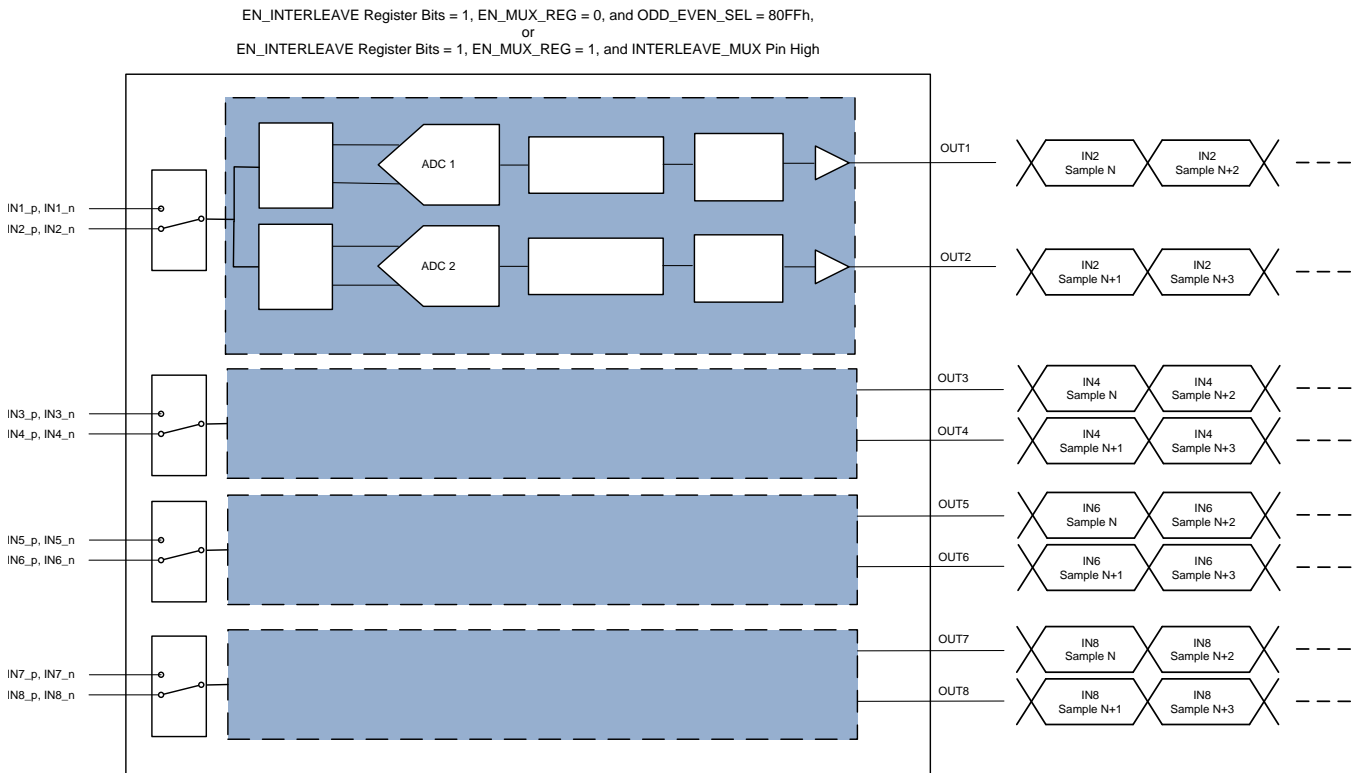 EN_INTERLEAVE Register Bits = 1, EN_MUX_REG = 0, and ODD_EVEN_SEL = 80FFh,
or
EN_INTERLEAVE Register Bits = 1, EN_MUX_REG = 1, and INTERLEAVE_MUX Pin High
IN1_p, IN1_n
IN2_p, IN2_n
ADC 1
ADC 2
OUT1
IN2
Sample N
IN2
Sample N+2
OUT2
IN2
Sample N+1
IN2
Sample N+3
IN3_p, IN3_n
IN4_p, IN4_n
OUT3
IN4
Sample N
IN4
Sample N+2
OUT4
IN4
Sample N+1
IN4
Sample N+3
IN5_p, IN5_n
IN6_p, IN6_n
OUT5
IN6
Sample N
IN6
Sample N+2
OUT6
IN6
Sample N+1
IN6
Sample N+3
IN7_p, IN7_n
IN8_p, IN8_n
OUT7
IN8
Sample N
IN8
Sample N+2
OUT8
IN8
Sample N+1
IN8
Sample N+3